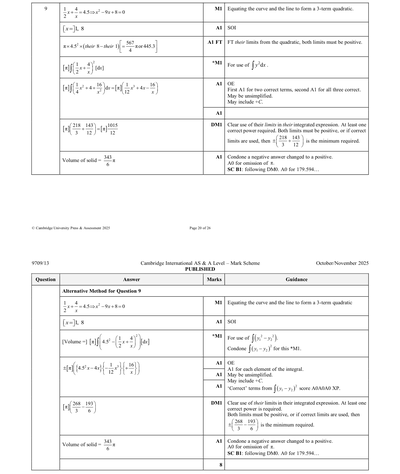 9
1/2 x + 4/x = 4.5 ⇒ x² − 9x + 8 = 0
M1
Equating the curve and the line to form a 3-term quadratic.
(x =) 1, 8
A1
SOI
π × 4.5² × (their 8 − their 1) [= 567/4 π or 445.3]
A1 FT
FT their limits from the quadratic, both limits must be positive.
[π]∫(1/2 x + 4/x)² [dx]
*M1
For use of ∫y²dx .
[π]∫(1/4 x² + 4 + 16/x²)dx = [π](1/12 x³ + 4x − 16/x)
A1
A1
OE
First A1 for two correct terms, second A1 for all three correct.
May be unsimplified.
May include +C.
[π](218/3 + 143/12) = [π]1015/12
DM1
Clear use of their limits in their integrated expression. At least one
correct power required. Both limits must be positive, or if correct
limits are used, then ±(218/3 + 143/12) is the minimum required.
Volume of solid = 343/6 π
A1
Condone a negative answer changed to a positive.
A0 for omission of π.
SC B1: following DM0. A0 for 179.594…
© Cambridge University Press & Assessment 2025
Page 20 of 26
9709/13
Cambridge International AS & A Level – Mark Scheme
PUBLISHED
October/November 2025
Question
Answer
Marks
Guidance
Alternative Method for Question 9
1/2 x + 4/x = 4.5 ⇒ x² − 9x + 8 = 0
M1
Equating the curve and the line to form a 3-term quadratic
(x =) 1, 8
A1
SOI
[Volume =] [π]∫(4.5² − (1/2 x + 4/x)²)[dx]
*M1
For use of ∫(y₁² − y₂²).
Condone ∫(y₁ − y₂)² for this *M1.
±[π]([4.5²x − 4x]{−1/12 x³}{+16/x})
A1
A1
A1
OE
A1 for each element of the integral.
May be unsimplified.
May include +C.
‘Correct’ terms from ∫(y₁ − y₂)² score A0A0A0 XP.
[π](268/3 − 193/6)
DM1
Clear use of their limits in their integrated expression. At least one
correct power is required.
Both limits must be positive, or if correct limits are used, then
±(268/3 − 193/6) is the minimum required
Volume of solid = 343/6 π
A1
Condone a negative answer changed to a positive.
A0 for omission of π.
SC B1: following DM0. A0 for 179.594…
8